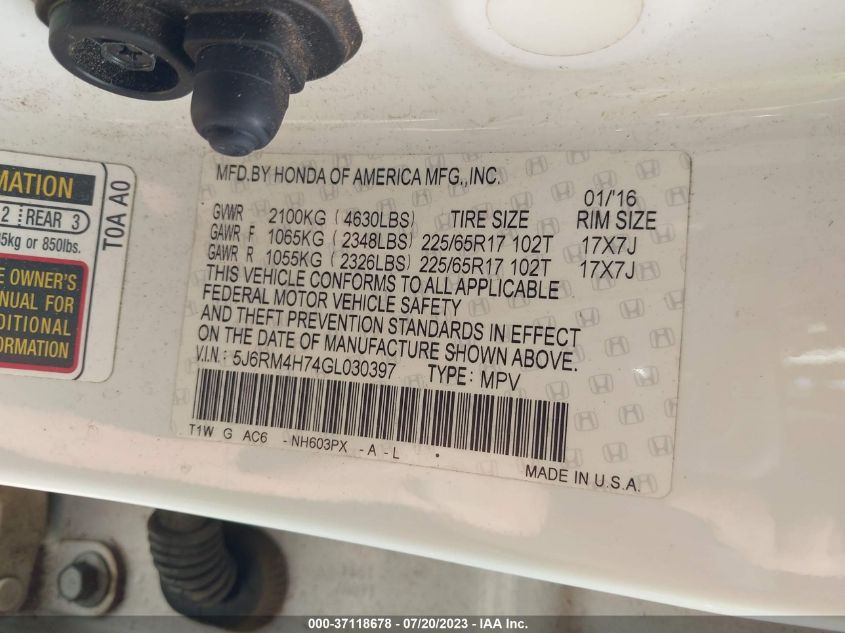 MFD.BY HONDA OF AMERICA MFG.,INC.
01/'16
GVWR 2100KG ( 4630LBS) TIRE SIZE RIM SIZE
GAWR F 1065KG ( 2348LBS) 225/65R17 102T 17X7J
GAWR R 1055KG ( 2326LBS) 225/65R17 102T 17X7J
THIS VEHICLE CONFORMS TO ALL APPLICABLE
FEDERAL MOTOR VEHICLE SAFETY
AND THEFT PREVENTION STANDARDS IN EFFECT
ON THE DATE OF MANUFACTURE SHOWN ABOVE.
V.I.N.: 5J6RM4H74GL030397 TYPE: MPV
T1W G AC6 -NH603PX -A-L
MADE IN U.S.A.
MATION
2 REAR 3
5kg or 850lbs.
E OWNER'S
NUAL FOR
DITIONAL
FORMATION
T0A A0
000-37118678 - 07/20/2023 - IAA Inc.